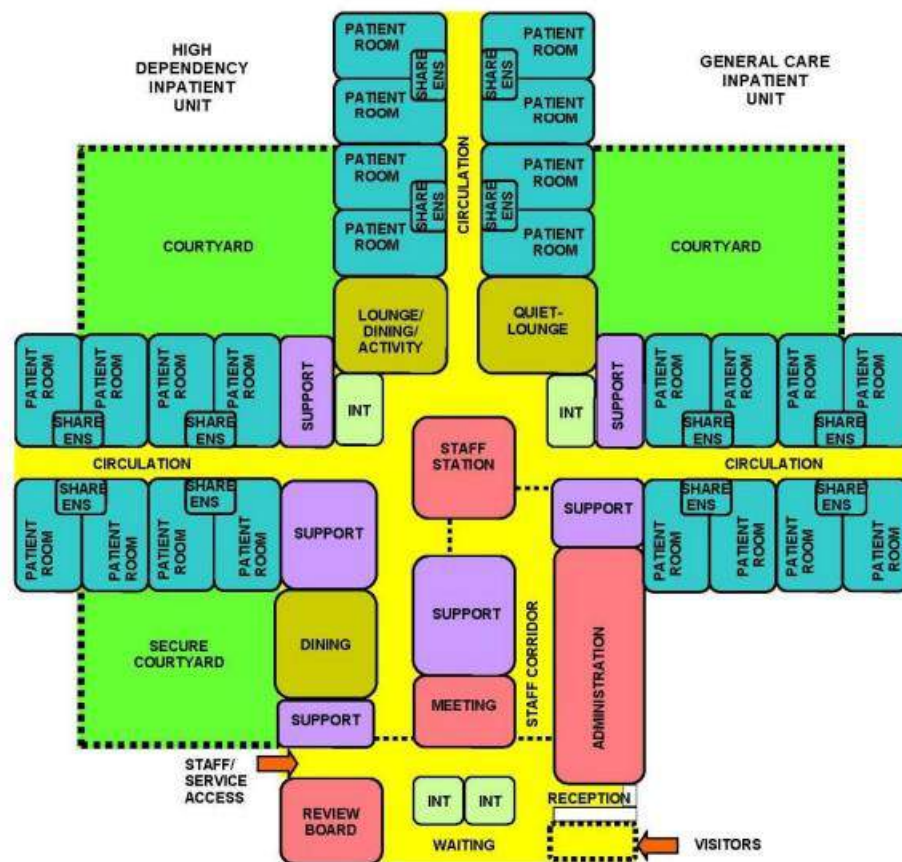 HIGH
DEPENDENCY
INPATIENT
UNIT
GENERAL CARE
INPATIENT
UNIT
PATIENT
ROOM
SHARE
ENS
PATIENT
ROOM
PATIENT
ROOM
SHARE
ENS
PATIENT
ROOM
CIRCULATION
PATIENT
ROOM
SHARE
ENS
PATIENT
ROOM
PATIENT
ROOM
SHARE
ENS
PATIENT
ROOM
COURTYARD
COURTYARD
LOUNGE/
DINING/
ACTIVITY
QUIET-
LOUNGE
PATIENT
ROOM
PATIENT
ROOM
SHARE
ENS
PATIENT
ROOM
PATIENT
ROOM
SHARE
ENS
SUPPORT
INT
INT
SUPPORT
PATIENT
ROOM
PATIENT
ROOM
SHARE
ENS
PATIENT
ROOM
PATIENT
ROOM
SHARE
ENS
STAFF
STATION
CIRCULATION
CIRCULATION
PATIENT
ROOM
SHARE
ENS
PATIENT
ROOM
PATIENT
ROOM
SHARE
ENS
PATIENT
ROOM
SUPPORT
SUPPORT
PATIENT
ROOM
SHARE
ENS
PATIENT
ROOM
PATIENT
ROOM
SHARE
ENS
PATIENT
ROOM
SUPPORT
SECURE
COURTYARD
DINING
STAFF CORRIDOR
ADMINISTRATION
MEETING
SUPPORT
STAFF/
SERVICE
ACCESS
REVIEW
BOARD
INT
INT
RECEPTION
WAITING
VISITORS